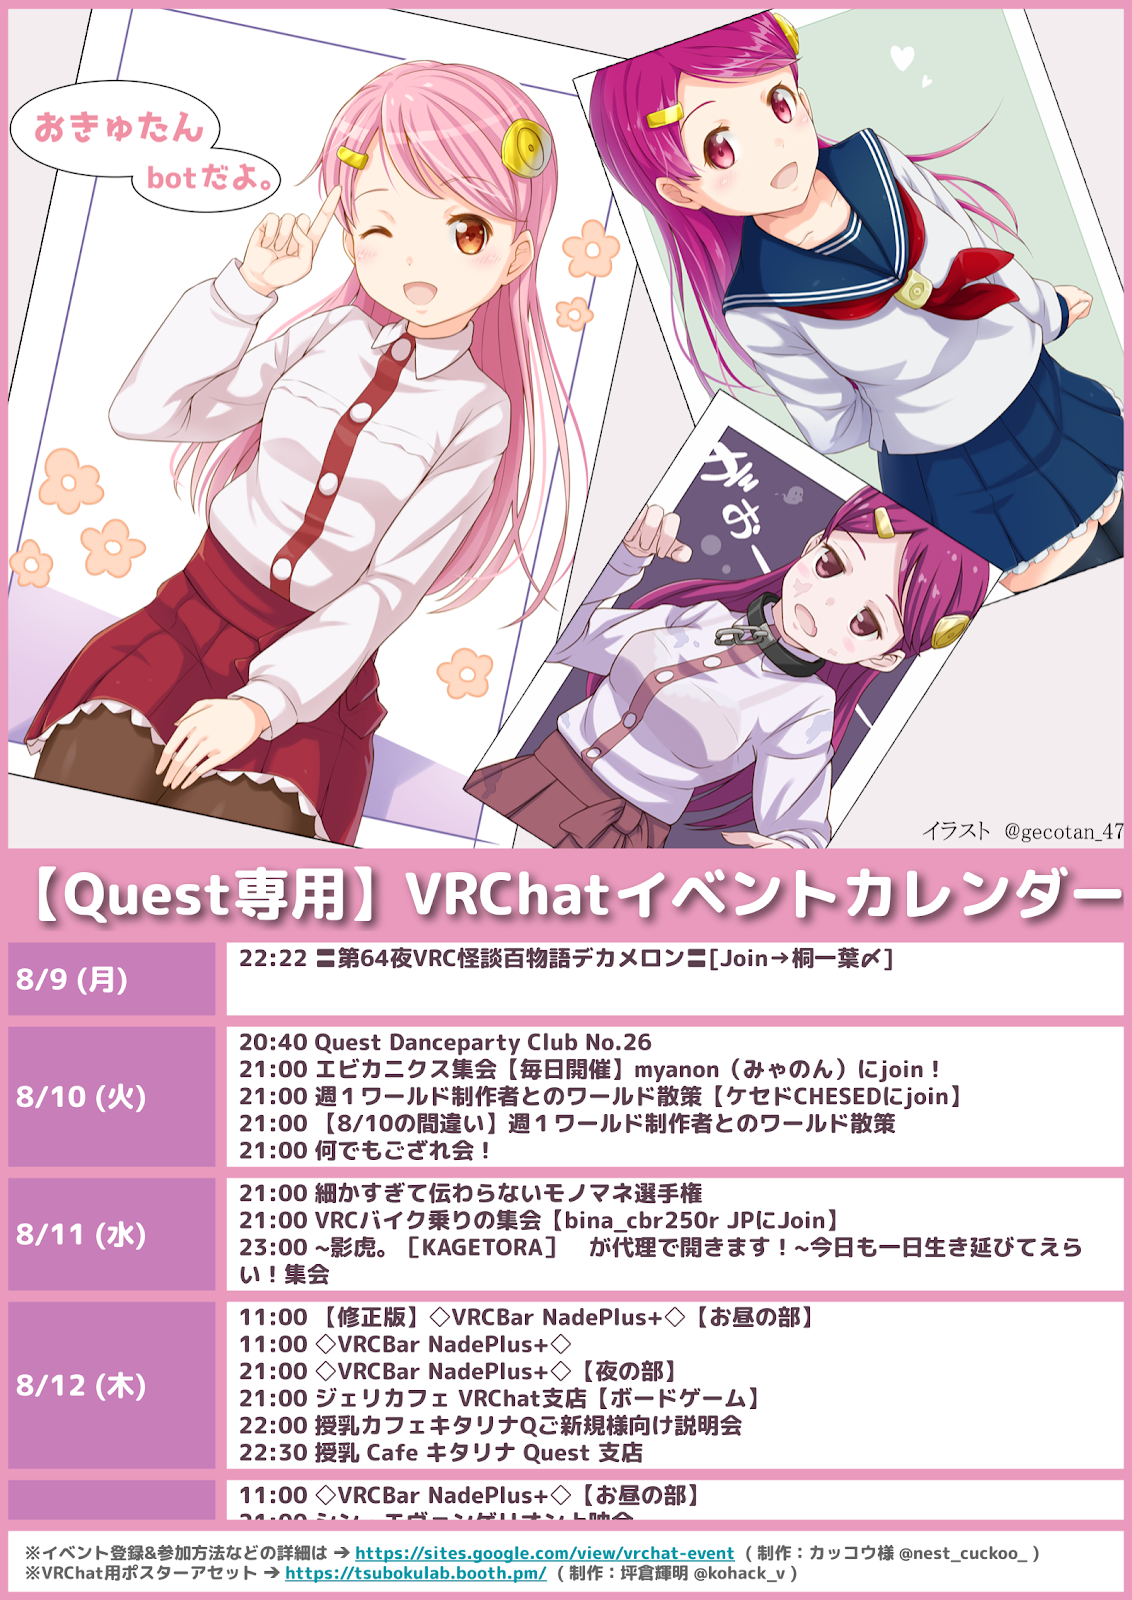 おきゅたん
botだよ。
がおー
イラスト @gecotan_47
【Quest専用】VRChatイベントカレンダー
8/9 (月)
22:22 〓第64夜VRC怪談百物語デカメロン〓[Join→桐一葉〆]
8/10 (火)
20:40 Quest Danceparty Club No.26
21:00 エビカニクス集会【毎日開催】myanon（みゃのん）にjoin！
21:00 週１ワールド制作者とのワールド散策【ケセドCHESEDにjoin】
21:00 【8/10の間違い】週１ワールド制作者とのワールド散策
21:00 何でもござれ会！
8/11 (水)
21:00 細かすぎて伝わらないモノマネ選手権
21:00 VRCバイク乗りの集会【bina_cbr250r JPにJoin】
23:00 ~影虎。［KAGETORA］　が代理で開きます！~今日も一日生き延びてえら
い！集会
8/12 (木)
11:00 【修正版】◇VRCBar NadePlus+◇【お昼の部】
11:00 ◇VRCBar NadePlus+◇
21:00 ◇VRCBar NadePlus+◇【夜の部】
21:00 ジェリカフェ VRChat支店【ボードゲーム】
22:00 授乳カフェキタリナQご新規様向け説明会
22:30 授乳 Cafe キタリナ Quest 支店
11:00 ◇VRCBar NadePlus+◇【お昼の部】
21:00 シン・エヴァンゲリオン上映会
※イベント登録&参加方法などの詳細は → https://sites.google.com/view/vrchat-event （制作：カッコウ様 @nest_cuckoo_ ）
※VRChat用ポスターアセット → https://tsubokulab.booth.pm/ （制作：坪倉輝明 @kohack_v ）